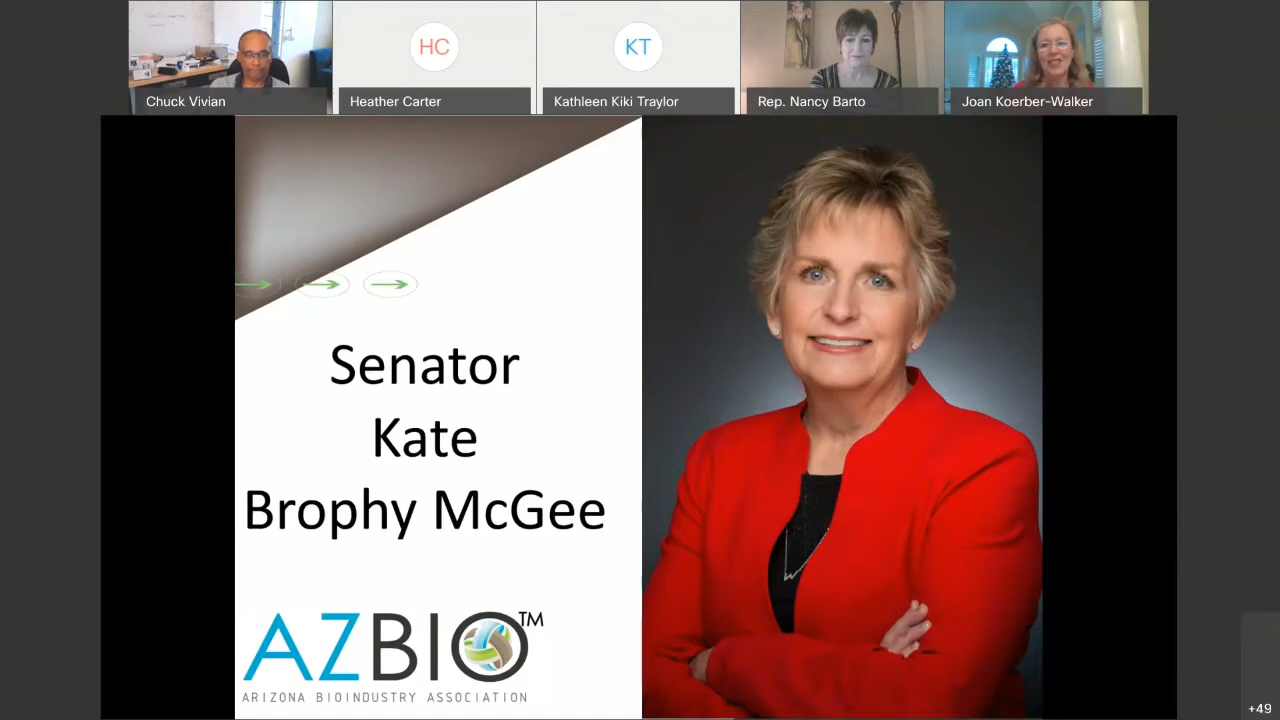 HC
KT
Chuck Vivian
Heather Carter
Kathleen Kiki Traylor
Rep. Nancy Barto
Joan Koerber-Walker
Senator
Kate
Brophy McGee
AZBIO™
ARIZONA BIOINDUSTRY ASSOCIATION
+49